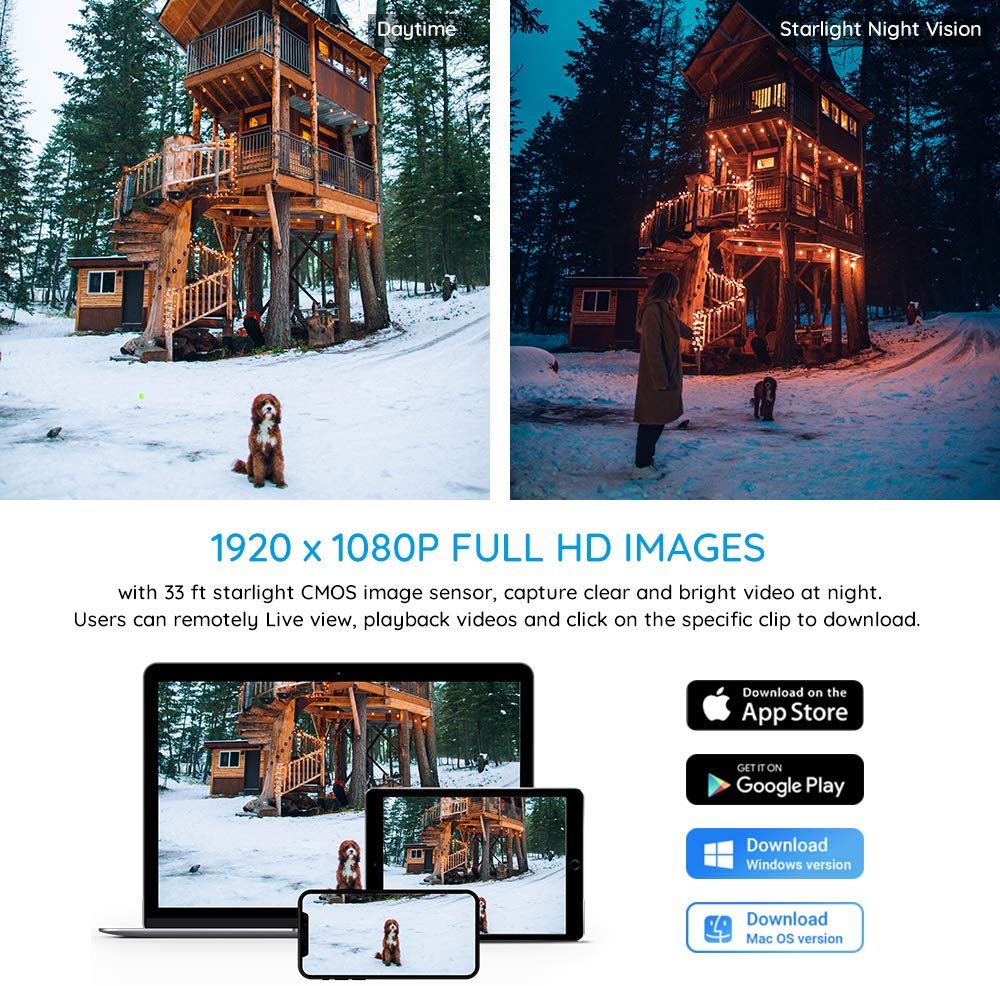 Daytime
Starlight Night Vision
1920 x 1080P FULL HD IMAGES
with 33 ft starlight CMOS image sensor, capture clear and bright video at night.
Users can remotely Live view, playback videos and click on the specific clip to download.
Download on the
App Store
GET IT ON
Google Play
Download
Windows version
Download
Mac OS version